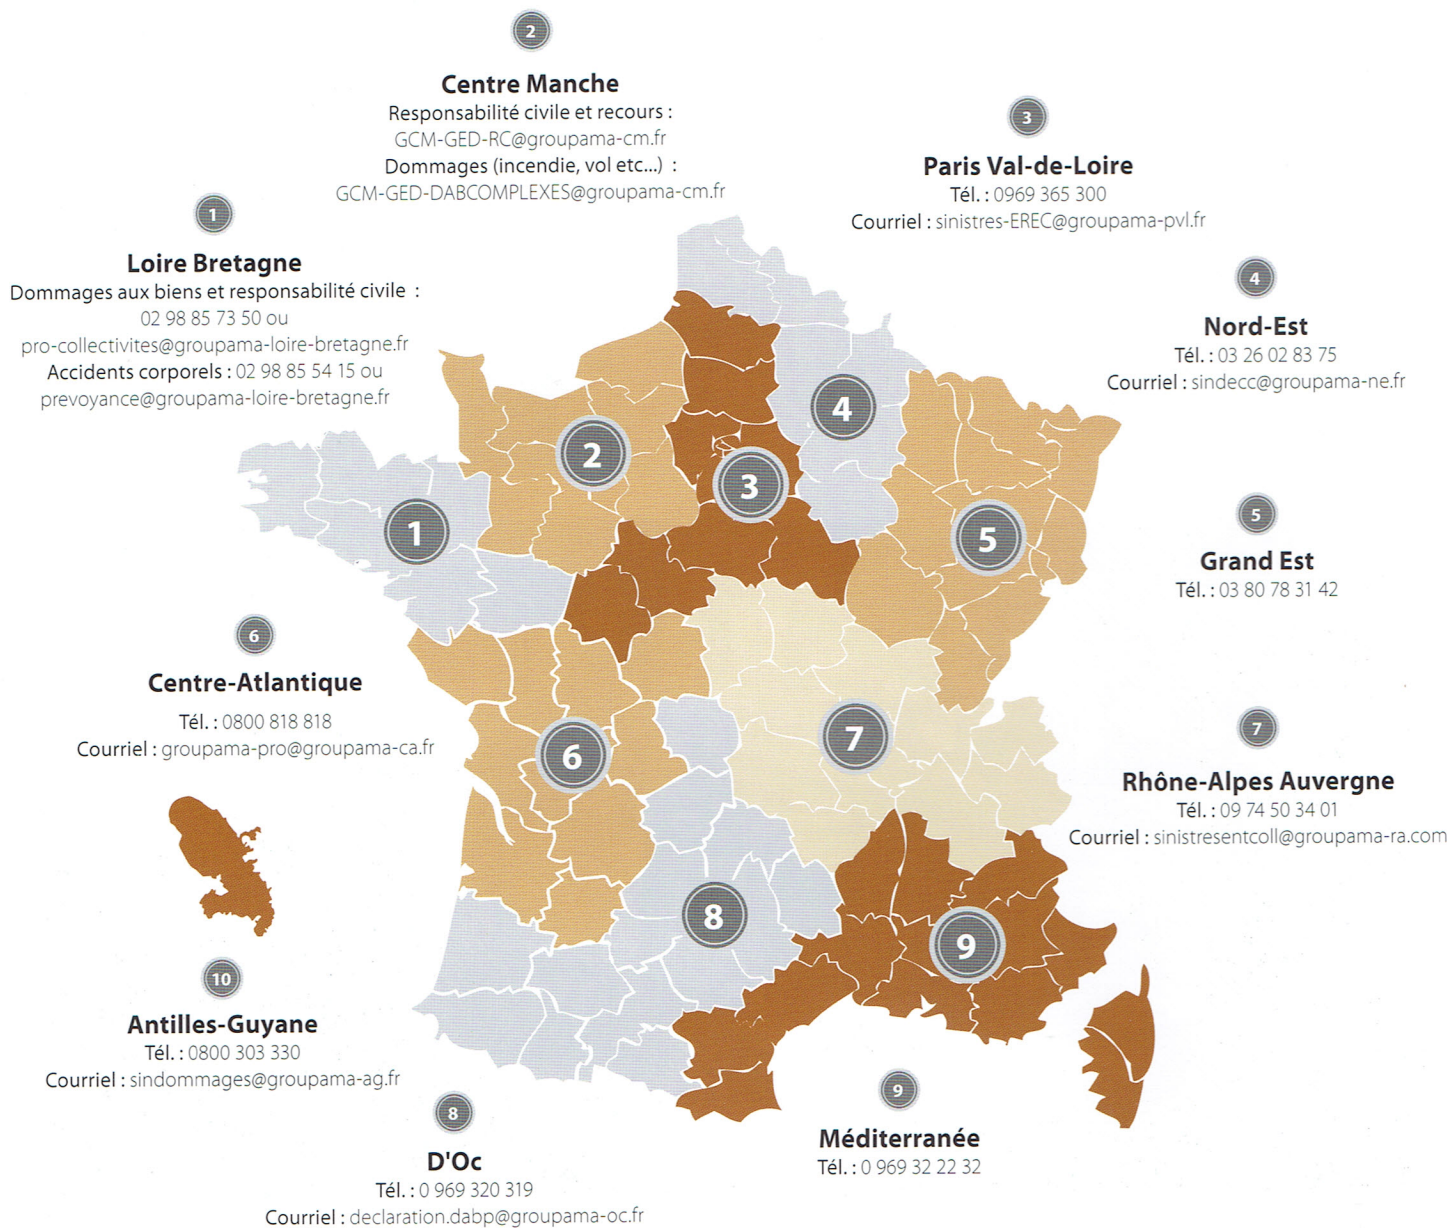 2
Centre Manche
Responsabilité civile et recours :
GCM-GED-RC@groupama-cm.fr
Dommages (incendie, vol etc...) :
GCM-GED-DABCOMPLEXES@groupama-cm.fr
3
Paris Val-de-Loire
Tél. : 0969 365 300
Courriel : sinistres-EREC@groupama-pvl.fr
1
Loire Bretagne
Dommages aux biens et responsabilité civile :
02 98 85 73 50 ou
pro-collectivites@groupama-loire-bretagne.fr
Accidents corporels : 02 98 85 54 15 ou
prevoyance@groupama-loire-bretagne.fr
4
Nord-Est
Tél. : 03 26 02 83 75
Courriel : sindecc@groupama-ne.fr
4
2
3
1
5
5
Grand Est
Tél. : 03 80 78 31 42
6
Centre-Atlantique
Tél. : 0800 818 818
Courriel : groupama-pro@groupama-ca.fr
6
7
7
Rhône-Alpes Auvergne
Tél. : 09 74 50 34 01
Courriel : sinistresentcoll@groupama-ra.com
8
9
10
Antilles-Guyane
Tél. : 0800 303 330
Courriel : sindommages@groupama-ag.fr
8
D'Oc
Tél. : 0 969 320 319
Courriel : declaration.dabp@groupama-oc.fr
9
Méditerranée
Tél. : 0 969 32 22 32